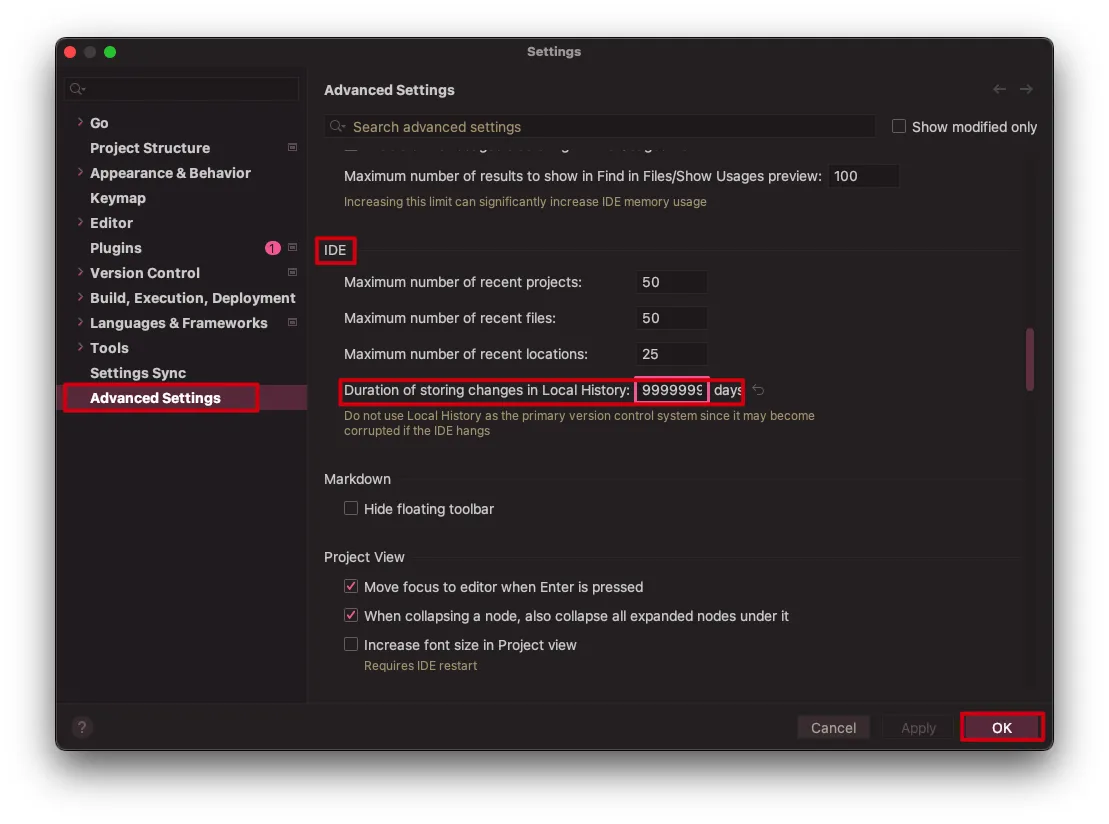 Settings
Go
Project Structure
Appearance & Behavior
Keymap
Editor
Plugins
1
Version Control
Build, Execution, Deployment
Languages & Frameworks
Tools
Settings Sync
Advanced Settings
Advanced Settings
Search advanced settings
Show modified only
Maximum number of results to show in Find in Files/Show Usages preview: 100
Increasing this limit can significantly increase IDE memory usage
IDE
Maximum number of recent projects: 50
Maximum number of recent files: 50
Maximum number of recent locations: 25
Duration of storing changes in Local History: 9999999 days
Do not use Local History as the primary version control system since it may become
corrupted if the IDE hangs
Markdown
Hide floating toolbar
Project View
Move focus to editor when Enter is pressed
When collapsing a node, also collapse all expanded nodes under it
Increase font size in Project view
Requires IDE restart
?
Cancel
Apply
OK